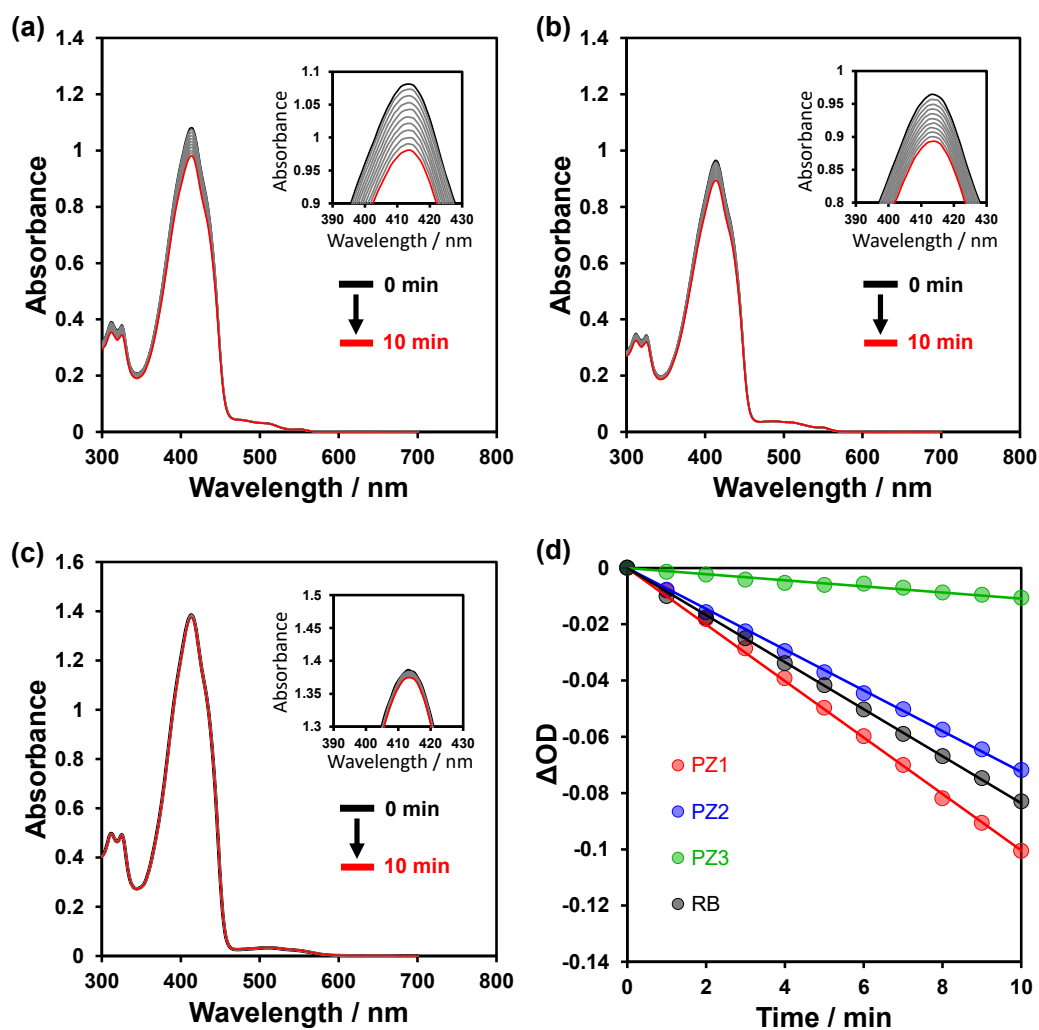 (a)
1.4
1.2
1
0.8
0.6
0.4
0.2
0
300 400 500 600 700 800
Absorbance
Wavelength / nm
1.1
1.05
1
0.95
0.9
390 400 410 420 430
Absorbance
Wavelength / nm
0 min
10 min
(b)
1.4
1.2
1
0.8
0.6
0.4
0.2
0
300 400 500 600 700 800
Absorbance
Wavelength / nm
1
0.95
0.9
0.85
0.8
390 400 410 420 430
Absorbance
Wavelength / nm
0 min
10 min
(c)
1.6
1.4
1.2
1
0.8
0.6
0.4
0.2
0
300 400 500 600 700 800
Absorbance
Wavelength / nm
1.5
1.45
1.4
1.35
1.3
390 400 410 420 430
Absorbance
Wavelength / nm
0 min
10 min
(d)
0
-0.02
-0.04
-0.06
-0.08
-0.1
-0.12
-0.14
0 2 4 6 8 10
ΔOD
Time / min
PZ1
PZ2
PZ3
RB